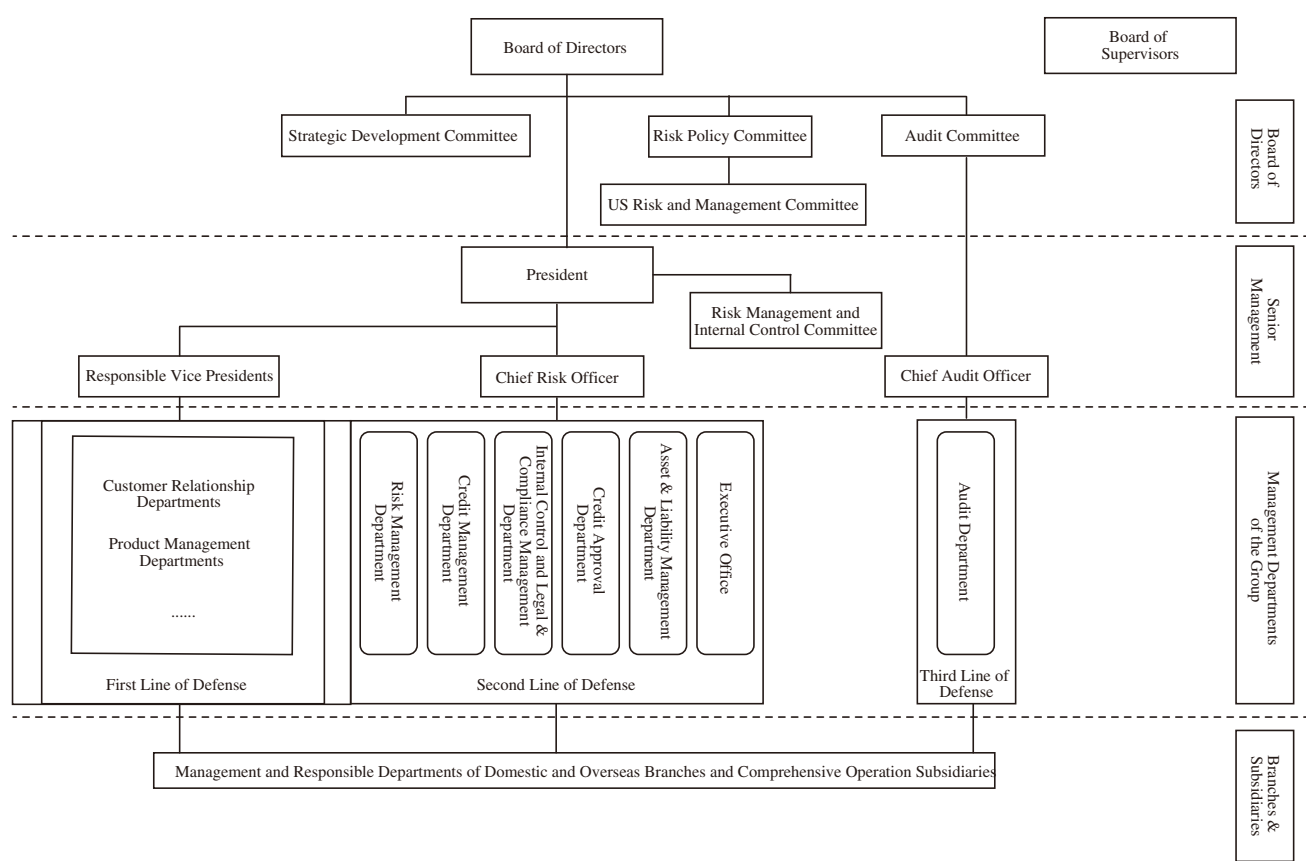 Board of Directors
Board of
Supervisors
Strategic Development Committee
Risk Policy Committee
Audit Committee
US Risk and Management Committee
Board of
Directors
President
Risk Management and
Internal Control Committee
Senior
Management
Responsible Vice Presidents
Chief Risk Officer
Chief Audit Officer
Customer Relationship
Departments
Product Management
Departments
......
First Line of Defense
Risk Management
Department
Credit Management
Department
Internal Control and Legal &
Compliance Management
Department
Credit Approval
Department
Asset & Liability Management
Department
Executive Office
Second Line of Defense
Audit Department
Third Line of
Defense
Management Departments
of the Group
Management and Responsible Departments of Domestic and Overseas Branches and Comprehensive Operation Subsidiaries
Branches &
Subsidiaries